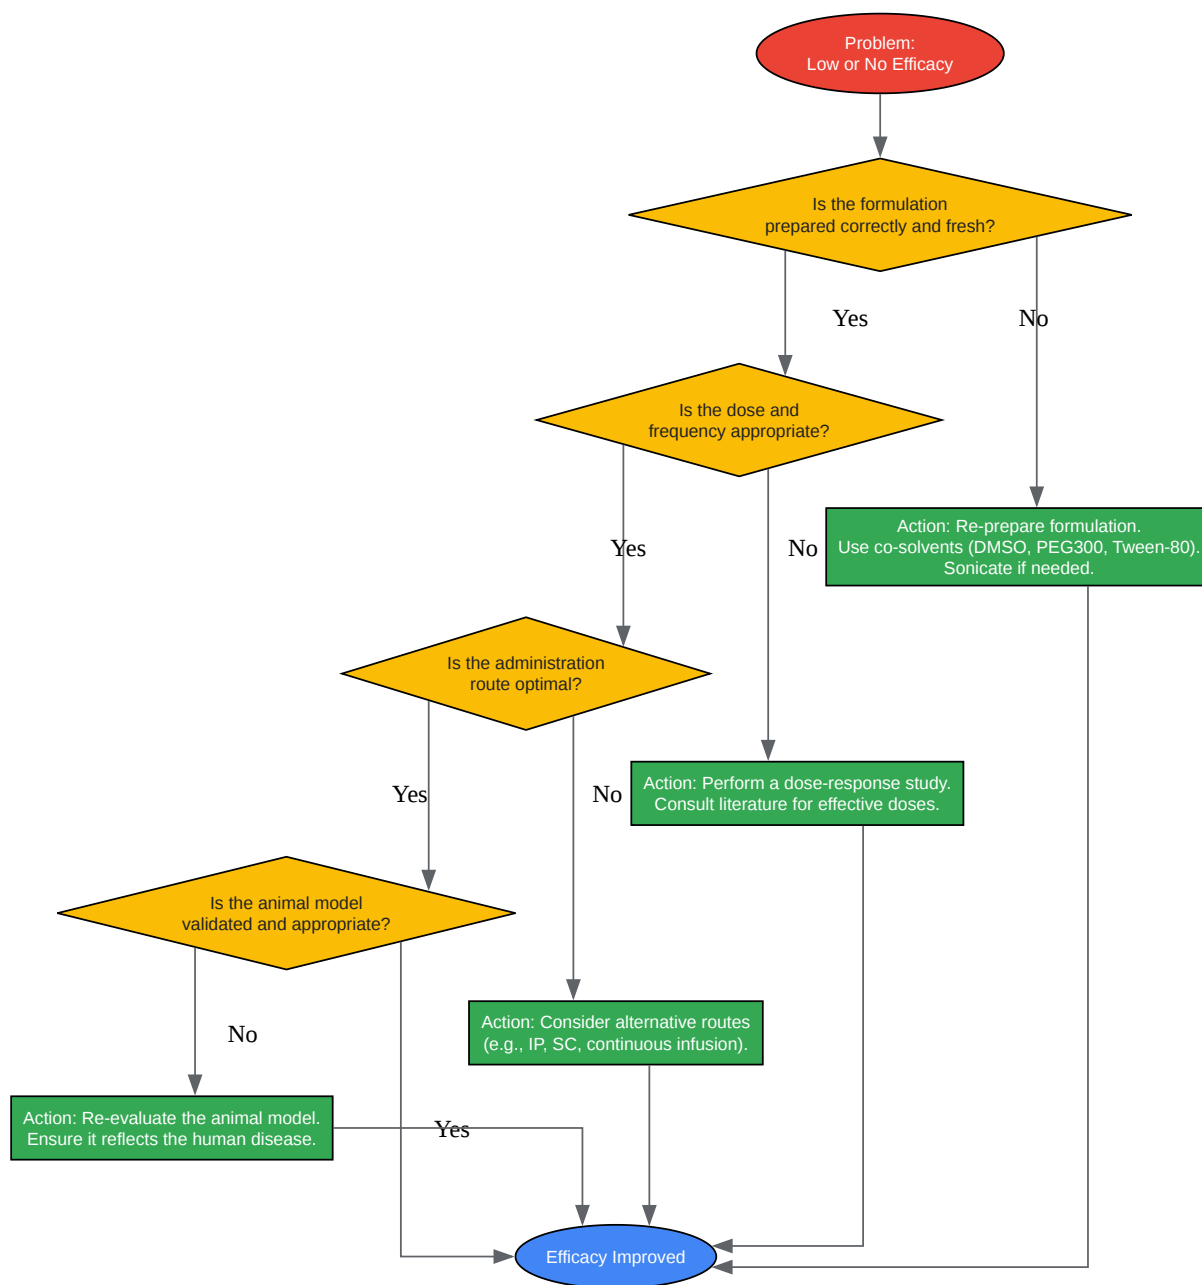 Problem:
Low or No Efficacy
Is the formulation
prepared correctly and fresh?
Yes
No
Is the dose and
frequency appropriate?
Yes
No
Action: Re-prepare formulation.
Use co-solvents (DMSO, PEG300, Tween-80).
Sonicate if needed.
Is the administration
route optimal?
Yes
No
Action: Perform a dose-response study.
Consult literature for effective doses.
Is the animal model
validated and appropriate?
No
Action: Consider alternative routes
(e.g., IP, SC, continuous infusion).
Action: Re-evaluate the animal model.
Ensure it reflects the human disease.
Yes
Efficacy Improved